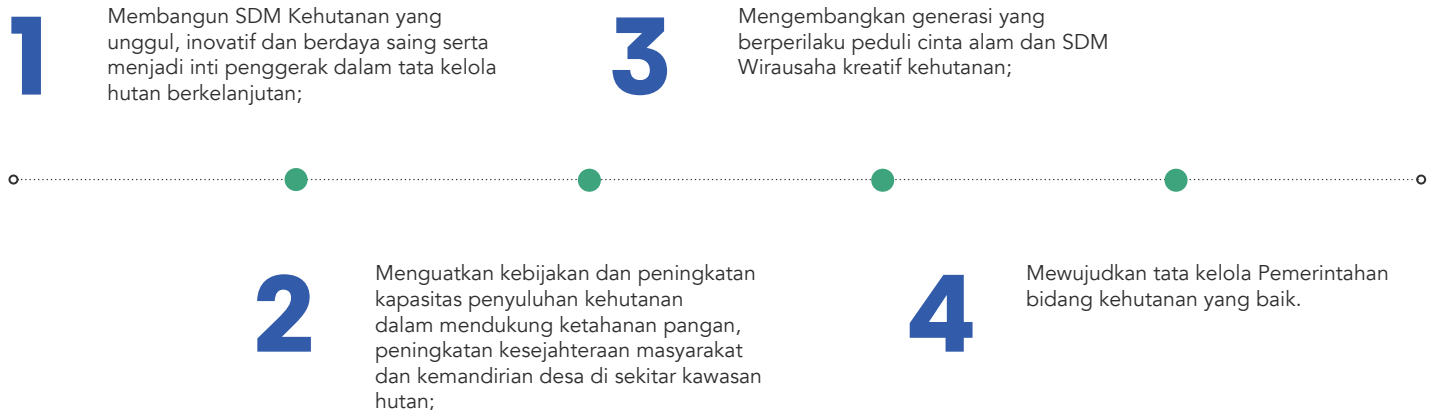 1
Membangun SDM Kehutanan yang
unggul, inovatif dan berdaya saing serta
menjadi inti penggerak dalam tata kelola
hutan berkelanjutan;
2
Menguatkan kebijakan dan peningkatan
kapasitas penyuluhan kehutanan
dalam mendukung ketahanan pangan,
peningkatan kesejahteraan masyarakat
dan kemandirian desa di sekitar kawasan
hutan;
3
Mengembangkan generasi yang
berperilaku peduli cinta alam dan SDM
Wirausaha kreatif kehutanan;
4
Mewujudkan tata kelola Pemerintahan
bidang kehutanan yang baik.